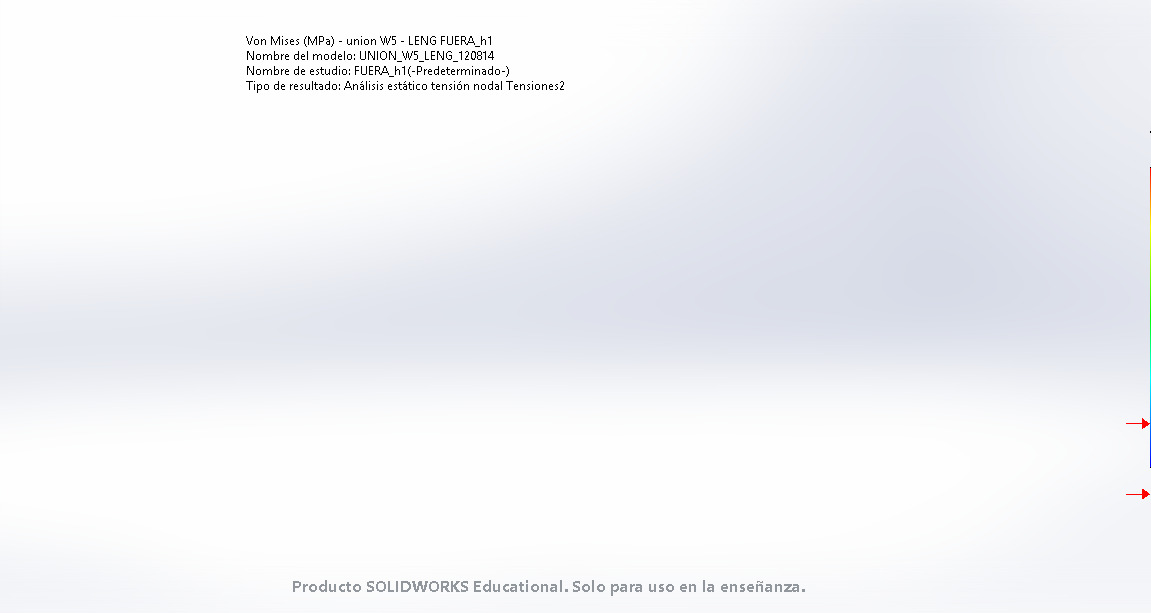 Von Mises (MPa) - union W5 - LENG FUERA_h1
Nombre del modelo: UNION_W5_LENG_120814
Nombre de estudio: FUERA_h1(-Predeterminado-)
Tipo de resultado: Análisis estático tensión nodal Tensiones2
Producto SOLIDWORKS Educational. Solo para uso en la enseñanza.